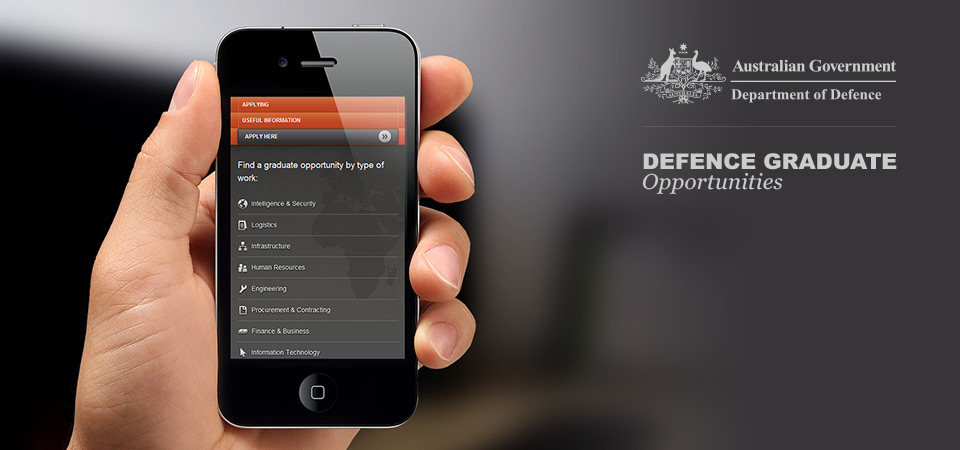 APPLYING
USEFUL INFORMATION
APPLY HERE
Find a graduate opportunity by type of
work:
Intelligence & Security
Logistics
Infrastructure
Human Resources
Engineering
Procurement & Contracting
Finance & Business
Information Technology
Australian Government
Department of Defence
DEFENCE GRADUATE
Opportunities